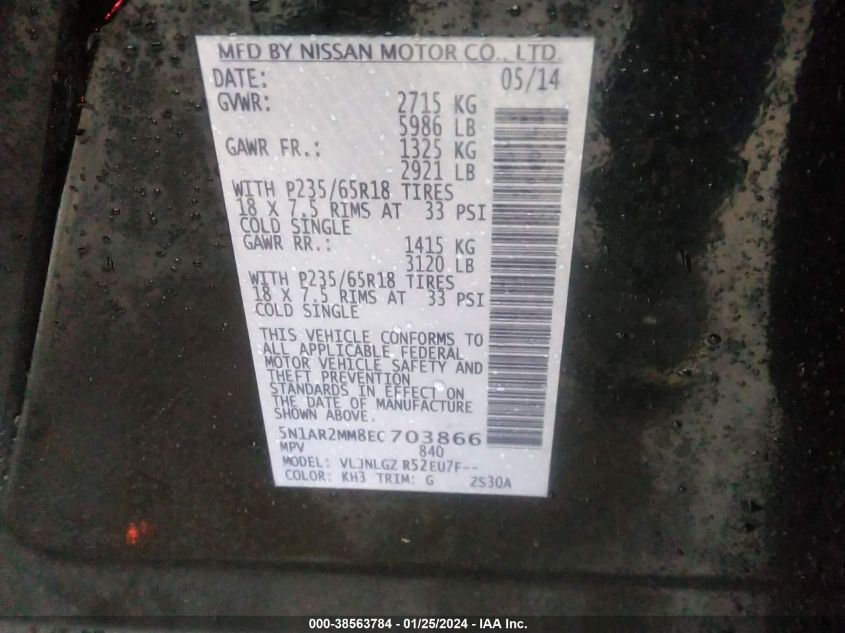 MFD BY NISSAN MOTOR CO., LTD.
DATE: 05/14
GVWR: 2715 KG
5986 LB
GAWR FR.: 1325 KG
2921 LB
WITH P235/65R18 TIRES
18 X 7.5 RIMS AT 33 PSI
COLD SINGLE
GAWR RR.: 1415 KG
3120 LB
WITH P235/65R18 TIRES
18 X 7.5 RIMS AT 33 PSI
COLD SINGLE
THIS VEHICLE CONFORMS TO
ALL APPLICABLE FEDERAL
MOTOR VEHICLE SAFETY AND
THEFT PREVENTION
STANDARDS IN EFFECT ON
THE DATE OF MANUFACTURE
SHOWN ABOVE.
5N1AR2MM8EC703866
MPV 840
MODEL: VLJNLGZ R52EU7F--
COLOR: KH3 TRIM: G ZS30A
000-38563784 - 01/25/2024 - IAA Inc.